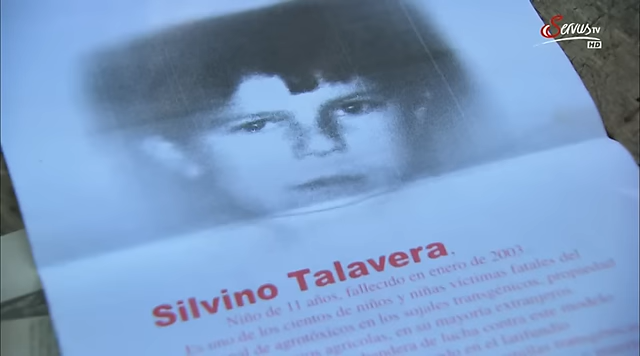 Servus TV
HD
Silvino Talavera.
Niño de 11 años, fallecido en enero de 2003
Es uno de los cientos de niños y niñas víctimas fatales del
de agrotóxicos en los sojales transgénicos, propiedad
agrícolas, en su mayoría extranjeros.
bandera de lucha contra este modelo
en el latifundio